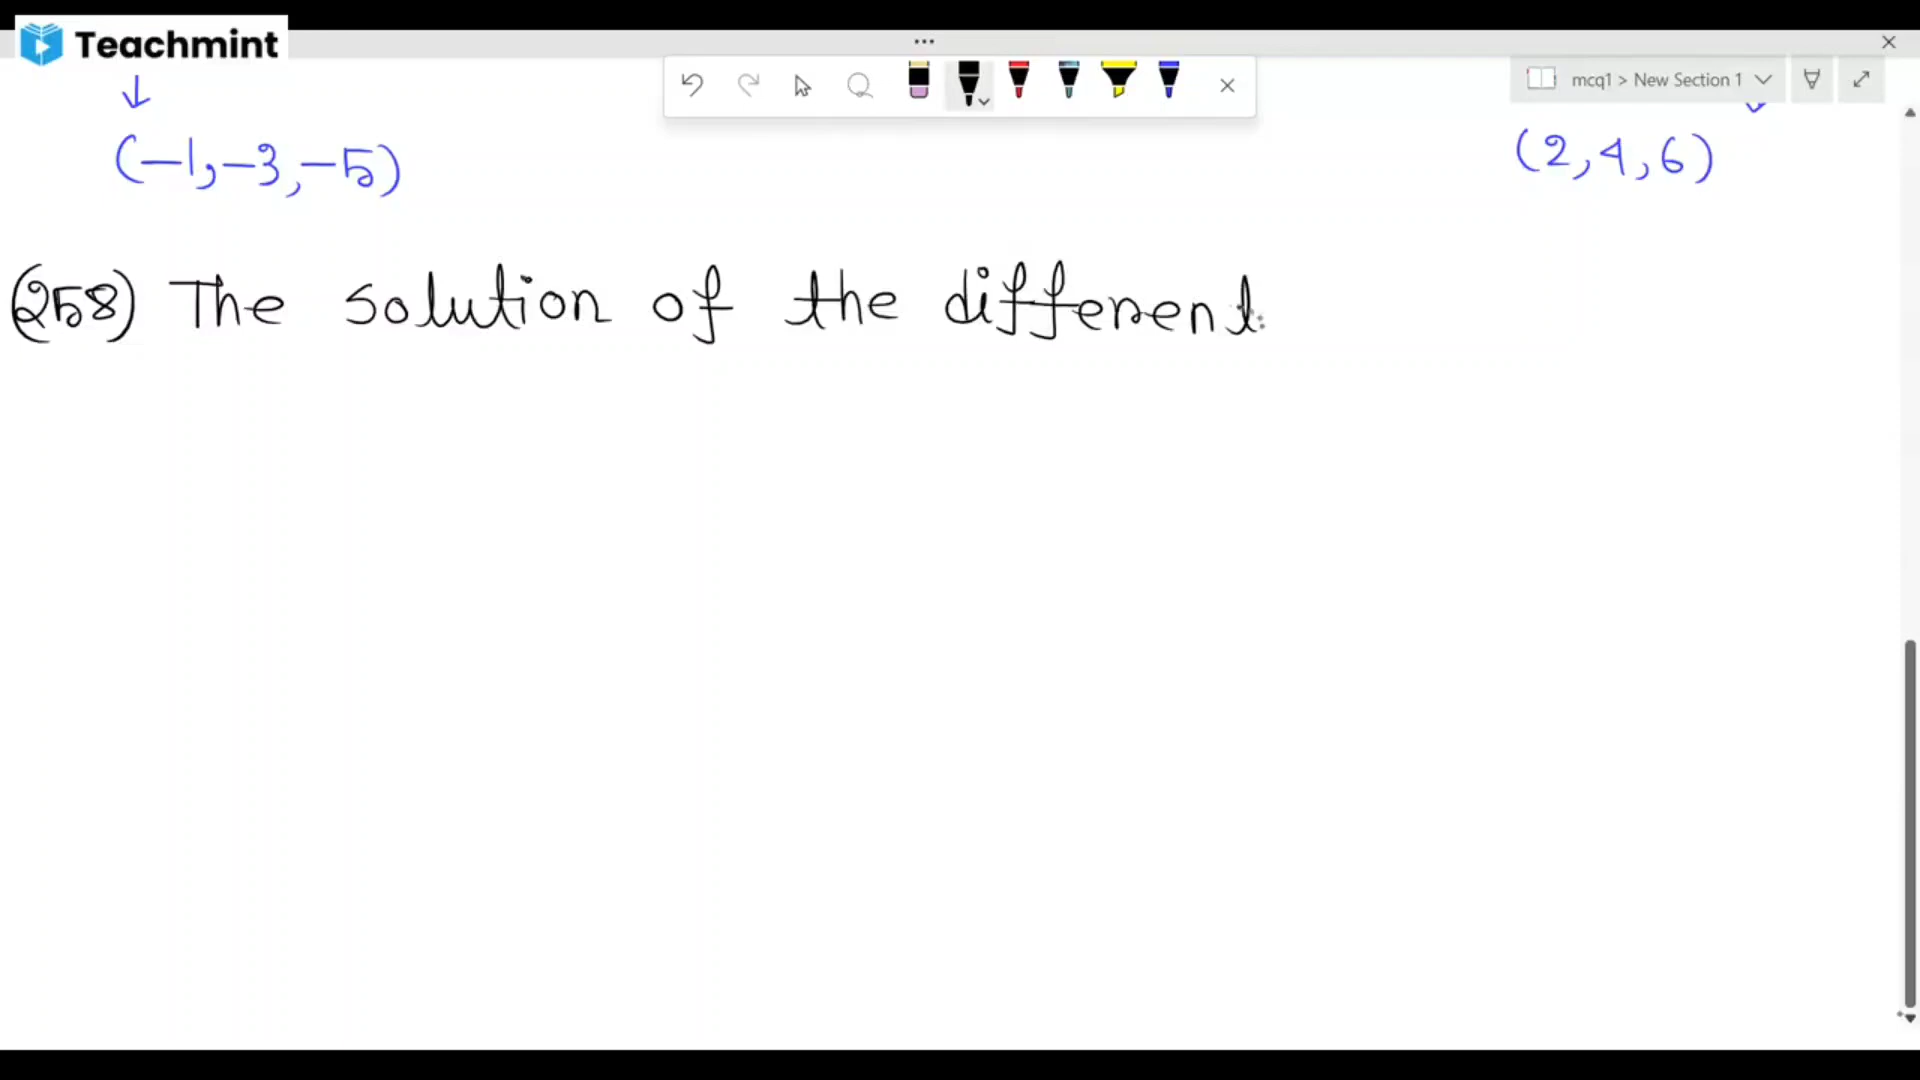 Teachmint
mcq1 > New Section 1
(-1,-3,-5)
(2,4,6)
(258) The solution of the different